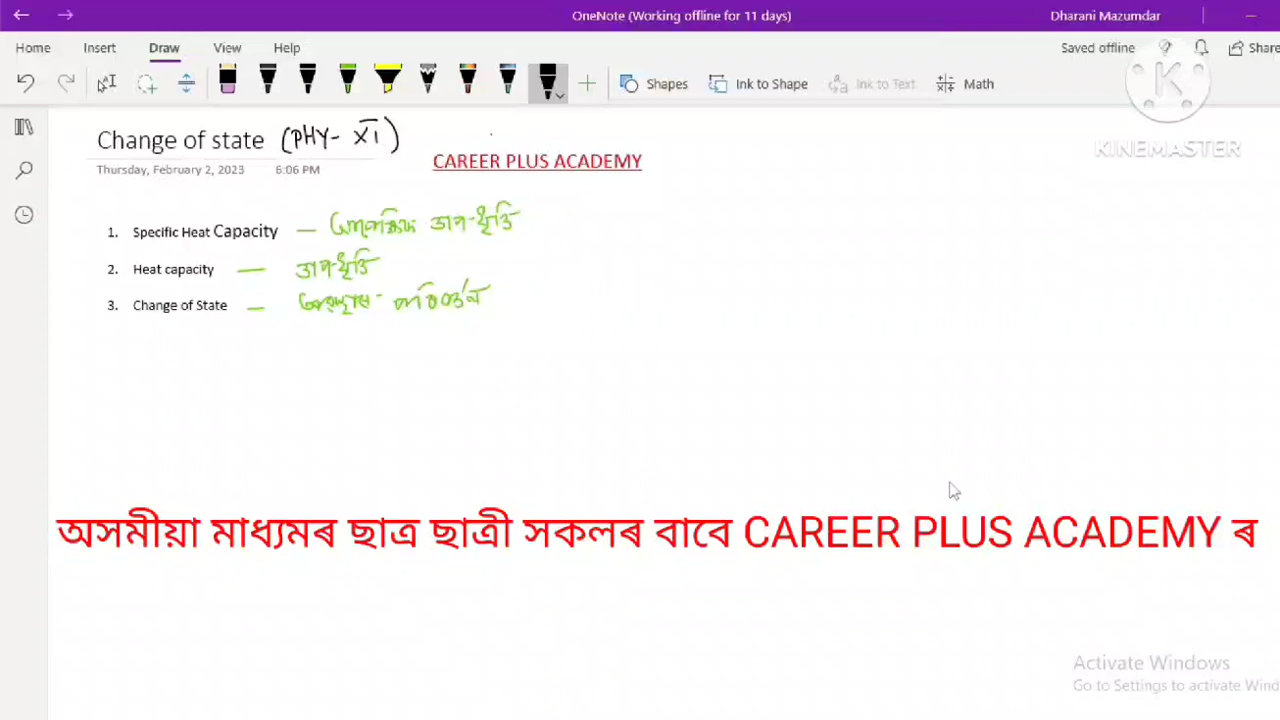 OneNote (Working offline for 11 days)
Dharani Mazumdar
Home Insert Draw View Help
Saved offline
Share
Shapes Ink to Shape Ink to Text Math
K
KINEMASTER
Change of state (PHY- XI)
Thursday, February 2, 2023 6:06 PM
CAREER PLUS ACADEMY
1. Specific Heat Capacity — আপেক্ষিক তাপ-ধৃতি
2. Heat capacity — তাপ-ধৃতি
3. Change of State — অৱস্থাৰ পৰিবৰ্তন
অসমীয়া মাধ্যমৰ ছাত্ৰ ছাত্ৰী সকলৰ বাবে CAREER PLUS ACADEMY ৰ
Activate Windows
Go to Settings to activate Wind